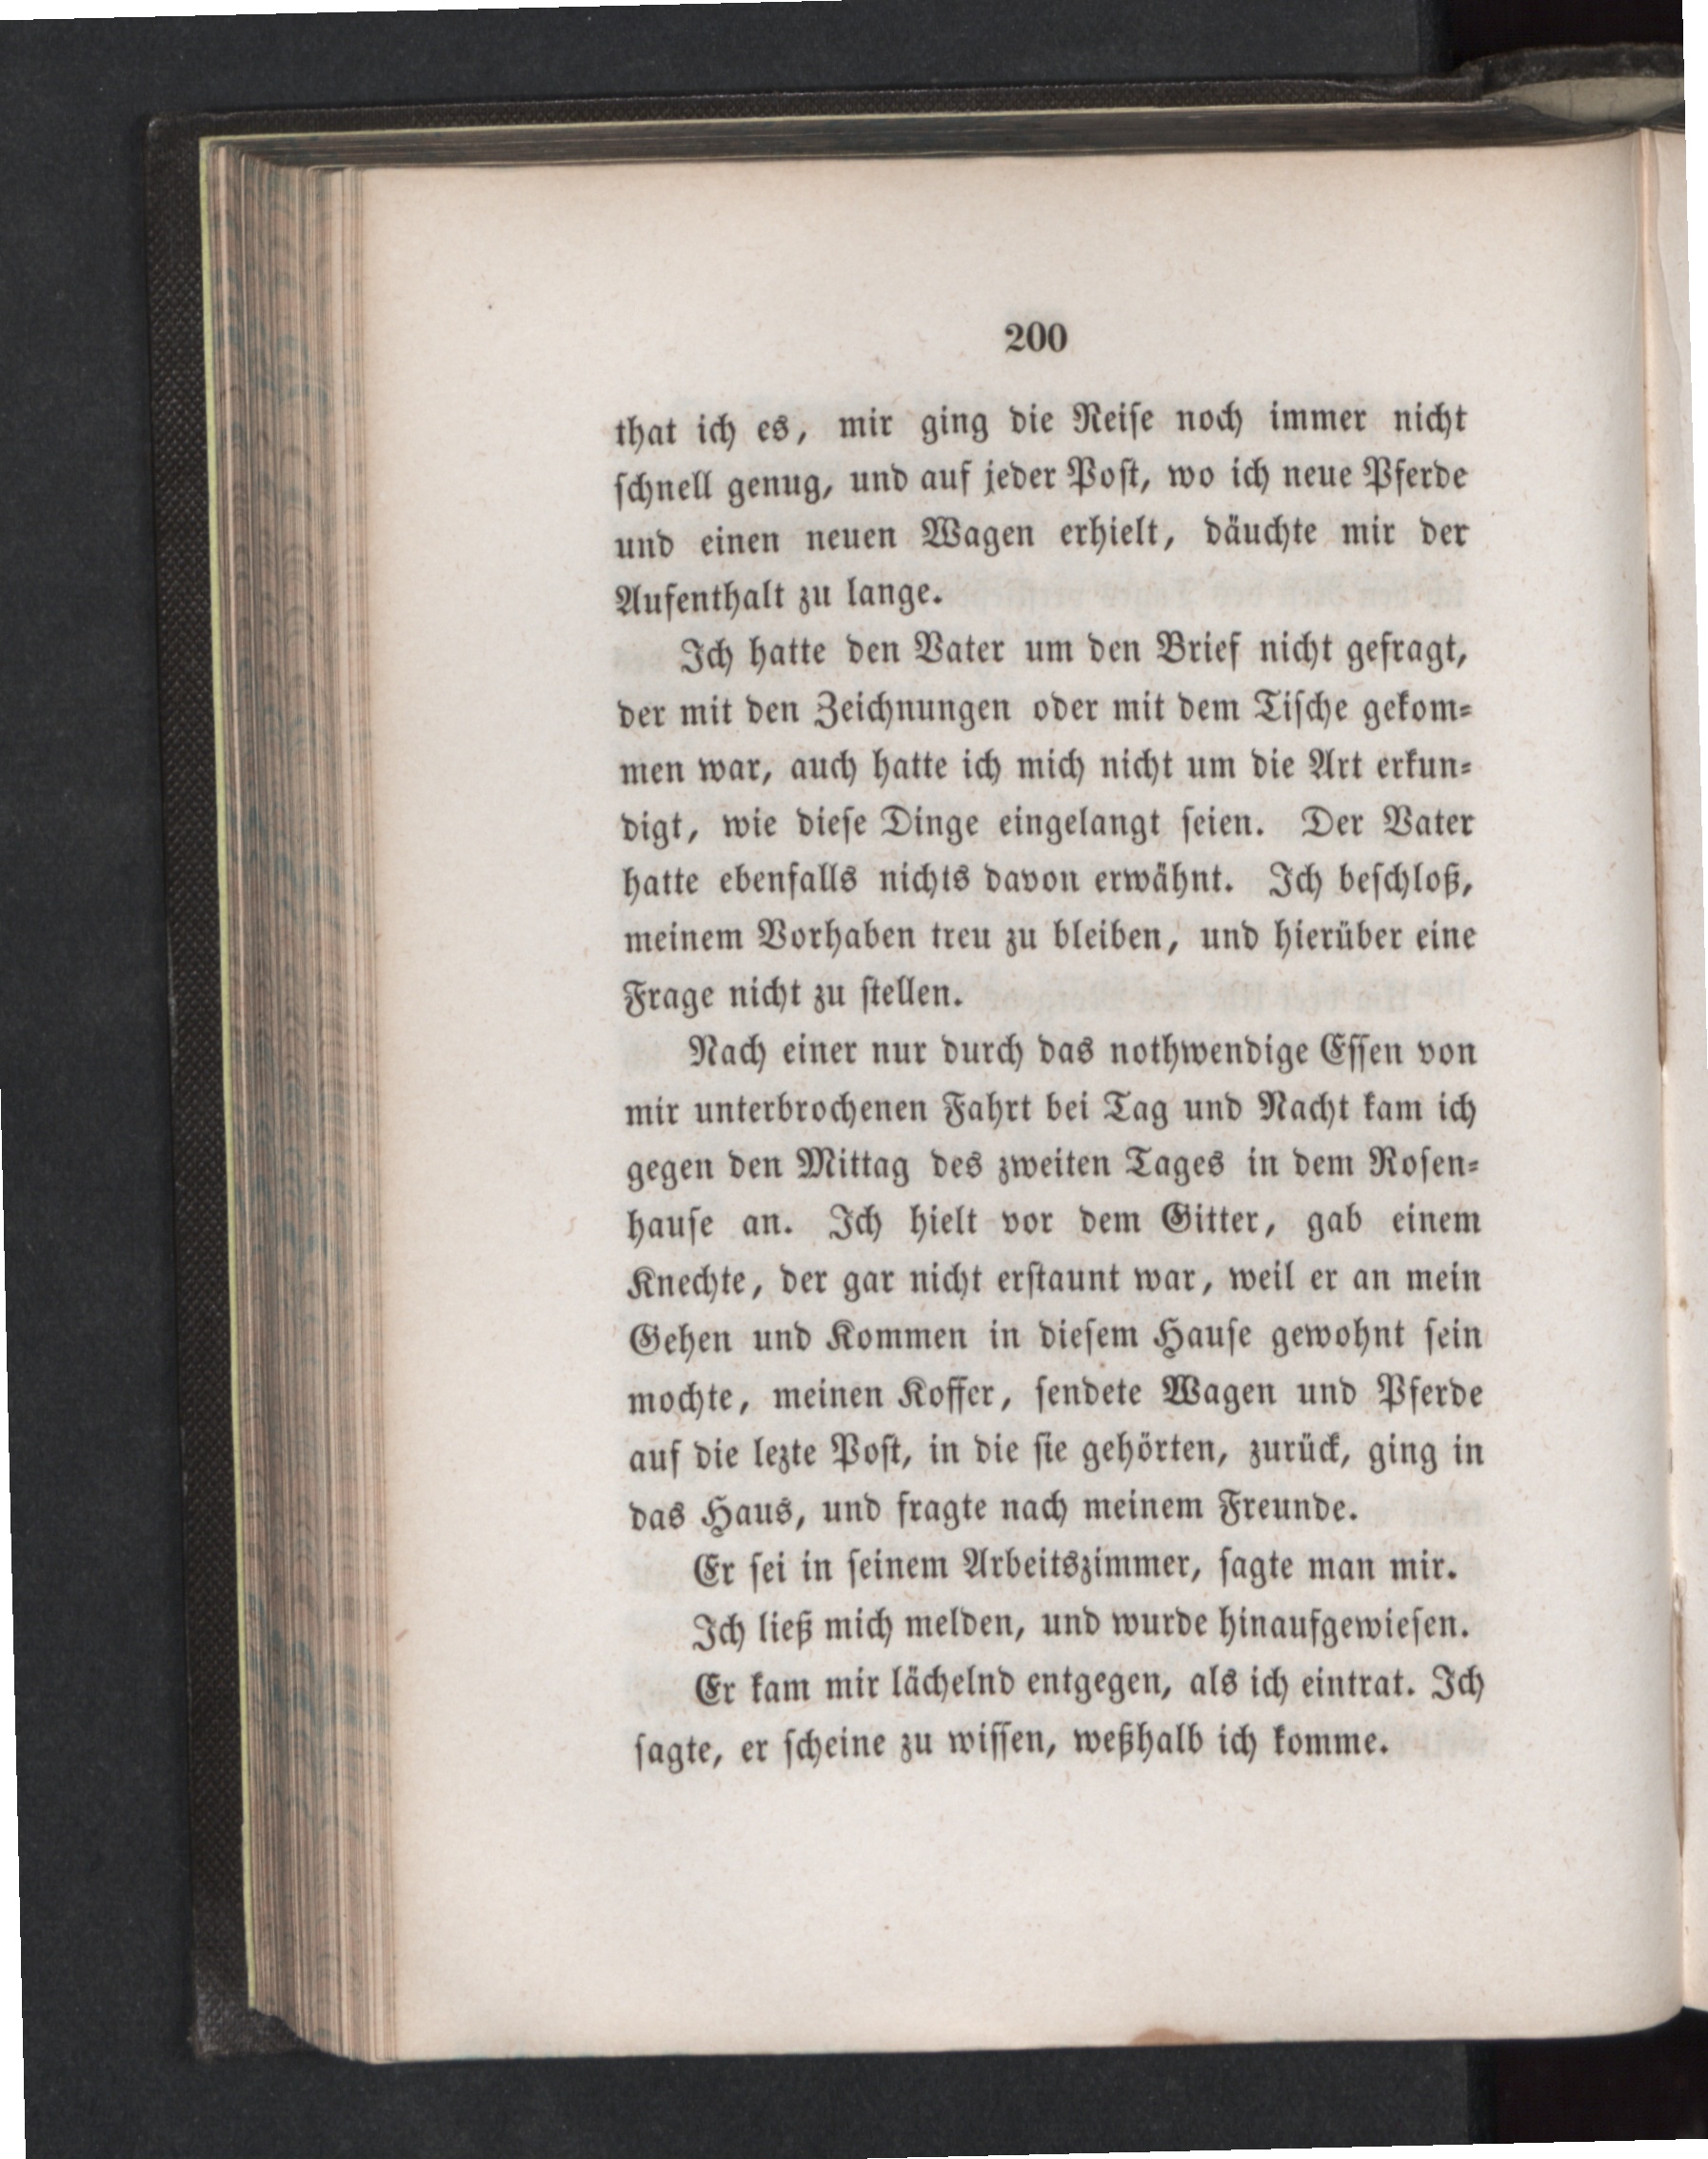 200
that ich es, mir ging die Reise noch immer nicht
schnell genug, und auf jeder Post, wo ich neue Pferde
und einen neuen Wagen erhielt, däuchte mir der
Aufenthalt zu lange.
Ich hatte den Vater um den Brief nicht gefragt,
der mit den Zeichnungen oder mit dem Tische gekom-
men war, auch hatte ich mich nicht um die Art erkun-
digt, wie diese Dinge eingelangt seien. Der Vater
hatte ebenfalls nichts davon erwähnt. Ich beschloß,
meinem Vorhaben treu zu bleiben, und hierüber eine
Frage nicht zu stellen.
Nach einer nur durch das nothwendige Essen von
mir unterbrochenen Fahrt bei Tag und Nacht kam ich
gegen den Mittag des zweiten Tages in dem Rosen-
hause an. Ich hielt vor dem Gitter, gab einem
Knechte, der gar nicht erstaunt war, weil er an mein
Gehen und Kommen in diesem Hause gewohnt sein
mochte, meinen Koffer, sendete Wagen und Pferde
auf die lezte Post, in die sie gehörten, zurück, ging in
das Haus, und fragte nach meinem Freunde.
Er sei in seinem Arbeitszimmer, sagte man mir.
Ich ließ mich melden, und wurde hinaufgewiesen.
Er kam mir lächelnd entgegen, als ich eintrat. Ich
sagte, er scheine zu wissen, weßhalb ich komme.